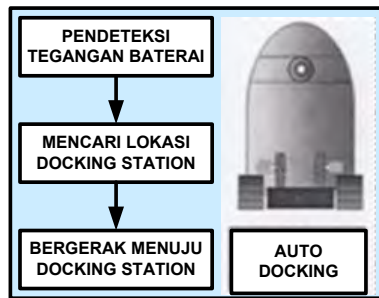 PENDETEKSI
TEGANGAN BATERAI
MENCARI LOKASI
DOCKING STATION
BERGERAK MENUJU
DOCKING STATION
AUTO
DOCKING